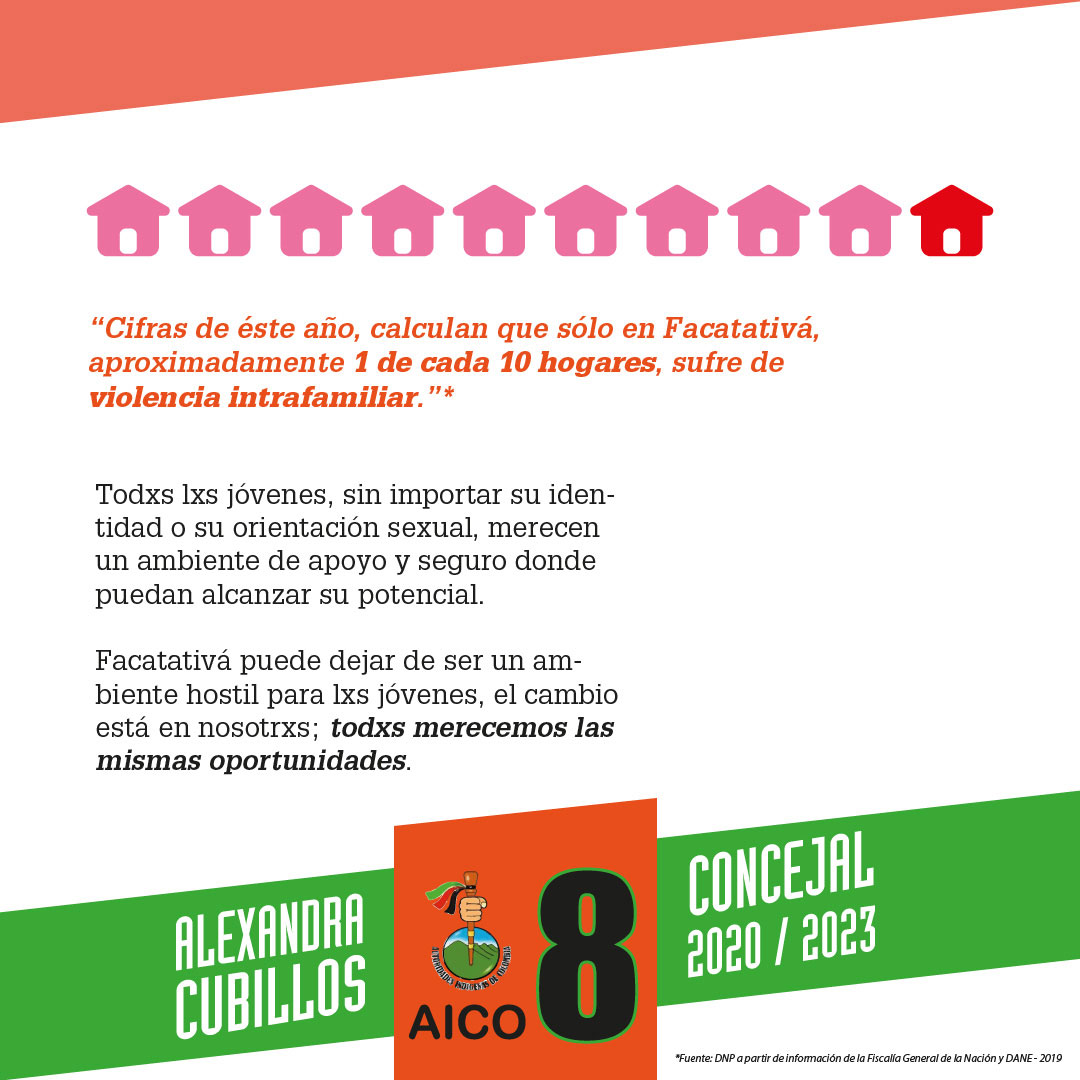 “Cifras de éste año, calculan que sólo en Facatativá,
aproximadamente 1 de cada 10 hogares, sufre de
violencia intrafamiliar.”*
Todxs lxs jóvenes, sin importar su iden-
tidad o su orientación sexual, merecen
un ambiente de apoyo y seguro donde
puedan alcanzar su potencial.
Facatativá puede dejar de ser un am-
biente hostil para lxs jóvenes, el cambio
está en nosotrxs; todxs merecemos las
mismas oportunidades.
ALEXANDRA
CUBILLOS
AUTORIDADES INDÍGENAS DE COLOMBIA
AICO
8
CONCEJAL
2020 / 2023
*Fuente: DNP a partir de información de la Fiscalía General de la Nación y DANE - 2019